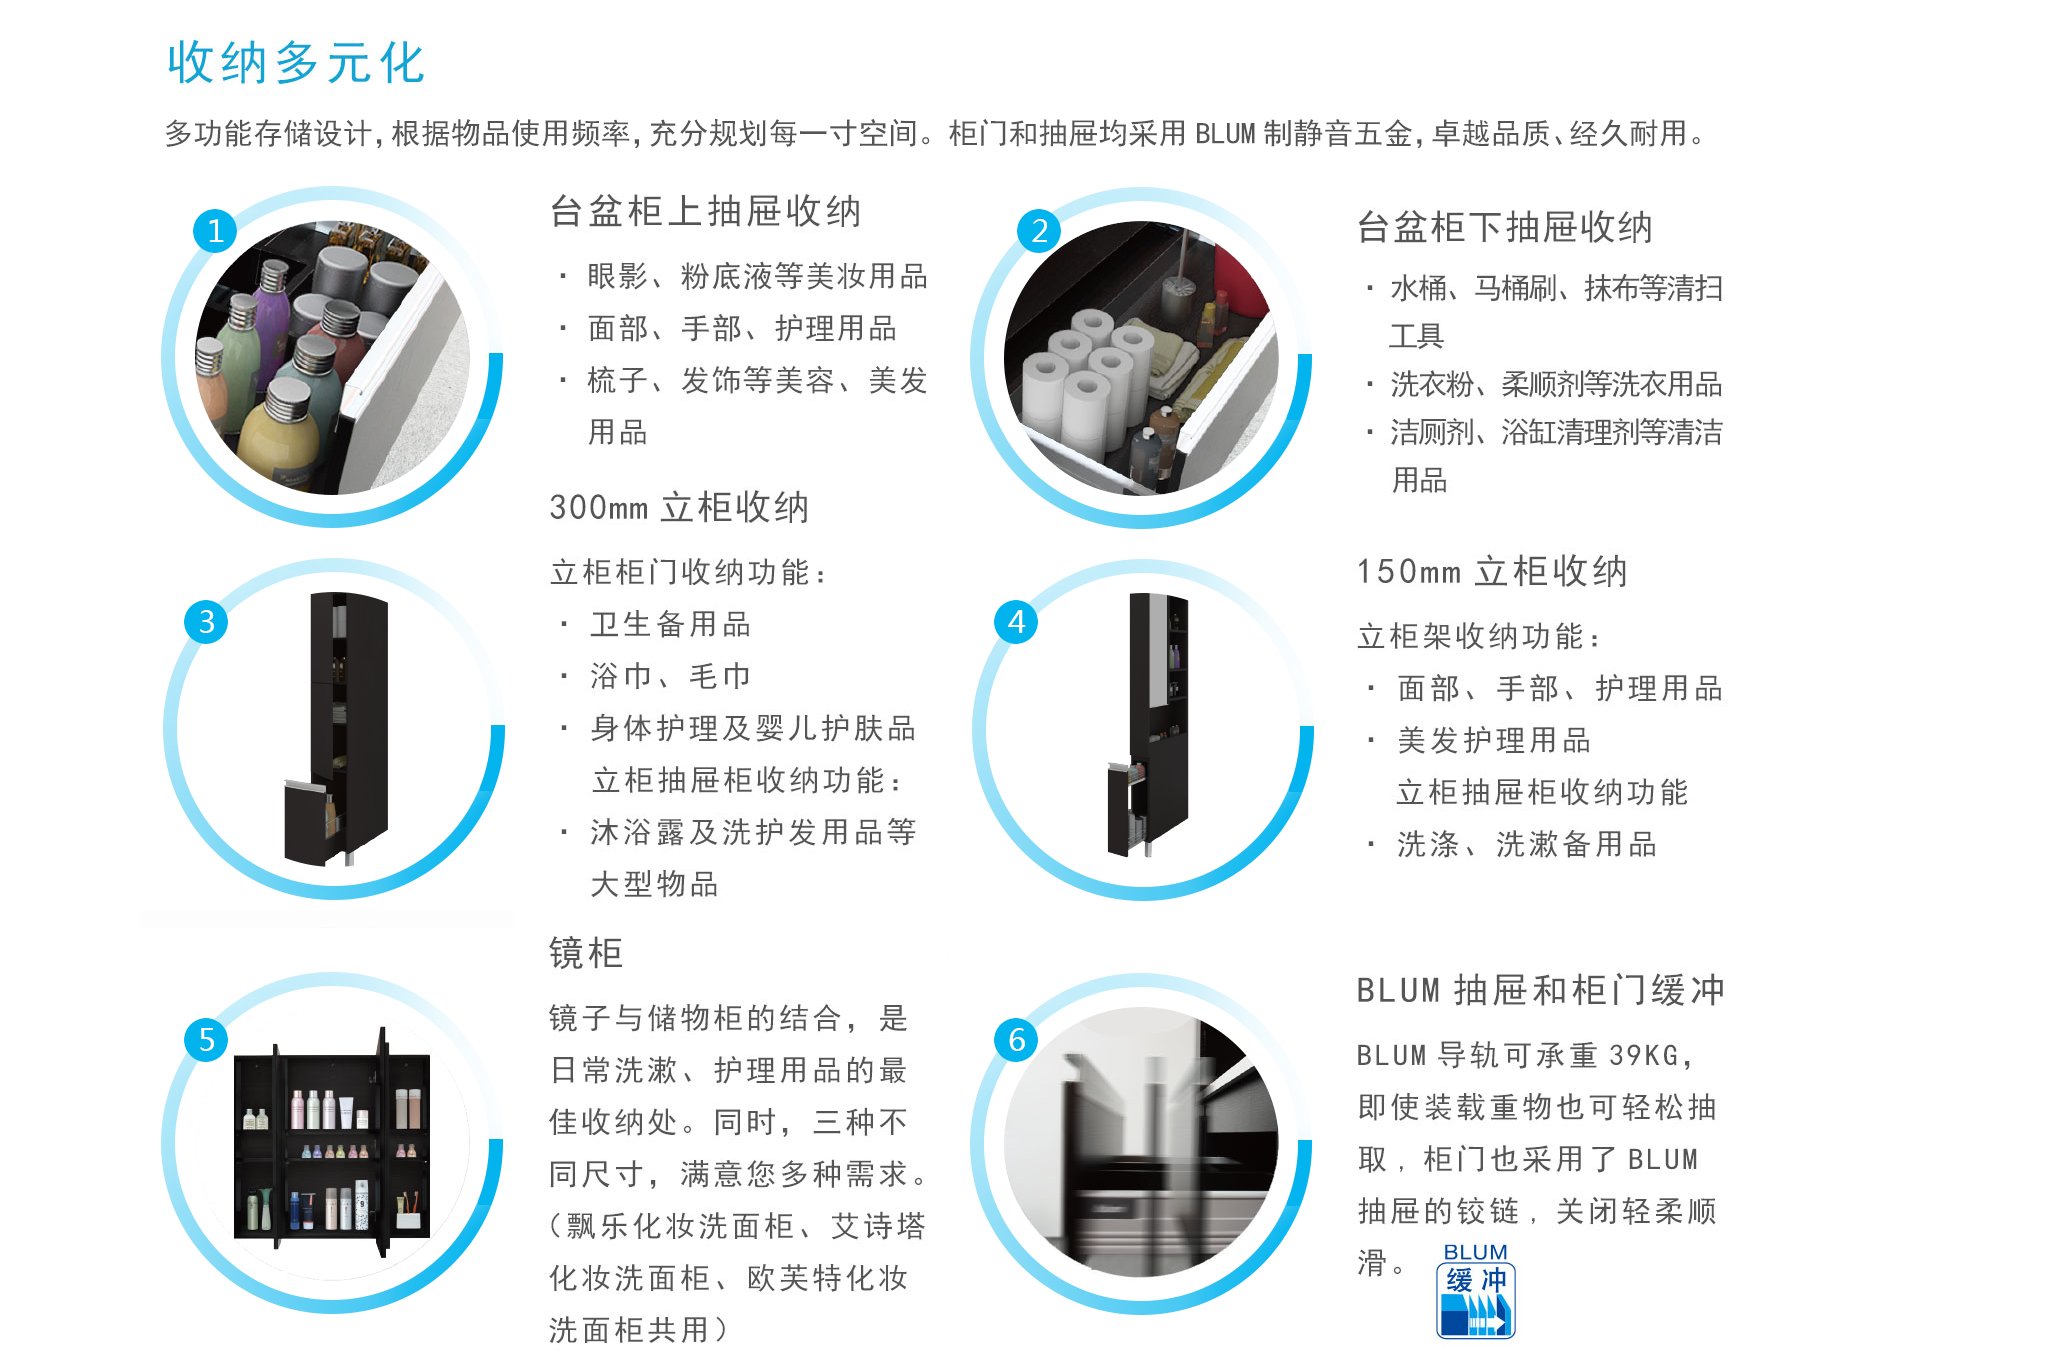 收纳多元化
多功能存储设计,根据物品使用频率,充分规划每一寸空间。柜门和抽屉均采用 BLUM 制静音五金,卓越品质、经久耐用。
1
台盆柜上抽屉收纳
· 眼影、粉底液等美妆用品
· 面部、手部、护理用品
· 梳子、发饰等美容、美发
用品
2
台盆柜下抽屉收纳
· 水桶、马桶刷、抹布等清扫
工具
· 洗衣粉、柔顺剂等洗衣用品
· 洁厕剂、浴缸清理剂等清洁
用品
3
300mm 立柜收纳
立柜柜门收纳功能：
· 卫生备用品
· 浴巾、毛巾
· 身体护理及婴儿护肤品
立柜抽屉柜收纳功能：
· 沐浴露及洗护发用品等
大型物品
4
150mm 立柜收纳
立柜架收纳功能：
· 面部、手部、护理用品
· 美发护理用品
立柜抽屉柜收纳功能
· 洗涤、洗漱备用品
5
镜柜
镜子与储物柜的结合，是
日常洗漱、护理用品的最
佳收纳处。同时，三种不
同尺寸，满意您多种需求。
（飘乐化妆洗面柜、艾诗塔
化妆洗面柜、欧芙特化妆
洗面柜共用）
6
BLUM 抽屉和柜门缓冲
BLUM 导轨可承重 39KG，
即使装载重物也可轻松抽
取，柜门也采用了 BLUM
抽屉的铰链，关闭轻柔顺
滑。
BLUM
缓冲